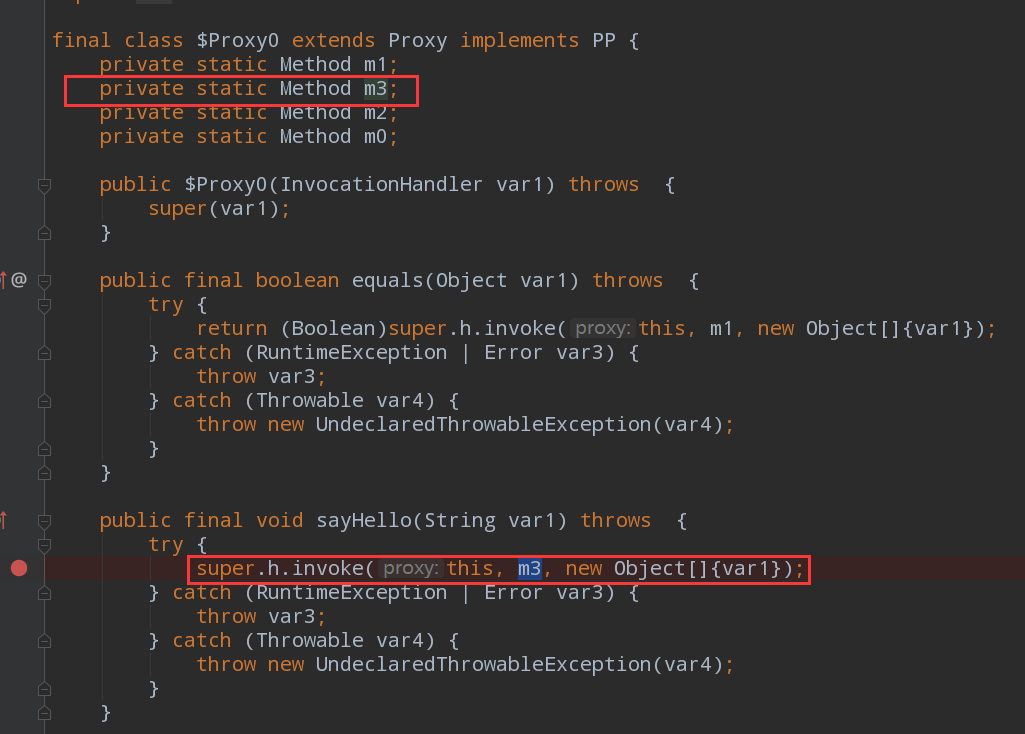 final class $Proxy0 extends Proxy implements PP {
private static Method m1;
private static Method m3;
private static Method m2;
private static Method m0;
public $Proxy0(InvocationHandler var1) throws  {
super(var1);
}
@ public final boolean equals(Object var1) throws  {
try {
return (Boolean)super.h.invoke( proxy: this, m1, new Object[]{var1});
} catch (RuntimeException | Error var3) {
throw var3;
} catch (Throwable var4) {
throw new UndeclaredThrowableException(var4);
}
}
public final void sayHello(String var1) throws  {
try {
super.h.invoke( proxy: this, m3, new Object[]{var1});
} catch (RuntimeException | Error var3) {
throw var3;
} catch (Throwable var4) {
throw new UndeclaredThrowableException(var4);
}
}